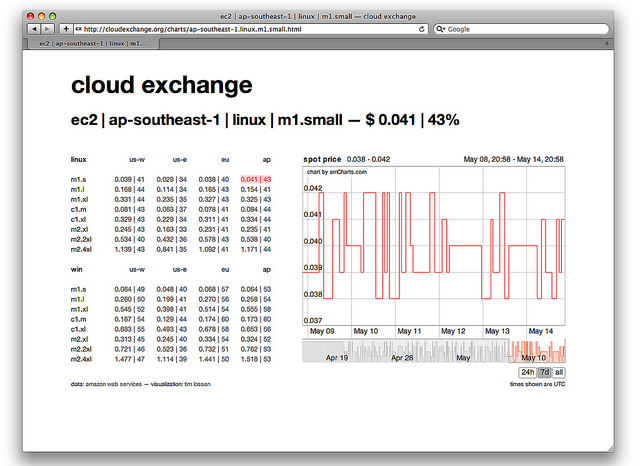 ec2 | ap-southeast-1 | linux | m1.small — cloud exchange
http://cloudexchange.org/charts/ap-southeast-1.linux.m1.small.html
Google
ec2 | ap-southeast-1 | linux | m1....
cloud exchange
ec2 | ap-southeast-1 | linux | m1.small — $ 0.041 | 43%
linux us-w us-e eu ap
m1.s 0.039 | 41 0.029 | 34 0.038 | 40 0.041 | 43
m1.l 0.168 | 44 0.114 | 34 0.165 | 43 0.154 | 41
m1.xl 0.331 | 44 0.235 | 35 0.327 | 43 0.325 | 43
c1.m 0.081 | 43 0.063 | 37 0.078 | 41 0.084 | 44
c1.xl 0.329 | 43 0.229 | 34 0.311 | 41 0.334 | 44
m2.xl 0.245 | 43 0.163 | 33 0.231 | 41 0.235 | 41
m2.2xl 0.534 | 40 0.432 | 36 0.578 | 43 0.538 | 40
m2.4xl 1.139 | 43 0.841 | 35 1.092 | 41 1.171 | 44
win us-w us-e eu ap
m1.s 0.064 | 49 0.048 | 40 0.068 | 57 0.064 | 53
m1.l 0.260 | 50 0.199 | 41 0.270 | 56 0.258 | 54
m1.xl 0.545 | 52 0.398 | 41 0.514 | 54 0.555 | 58
c1.m 0.167 | 54 0.129 | 44 0.174 | 60 0.173 | 60
c1.xl 0.683 | 55 0.493 | 43 0.678 | 58 0.653 | 56
m2.xl 0.313 | 45 0.245 | 40 0.334 | 54 0.324 | 52
m2.2xl 0.721 | 46 0.523 | 36 0.732 | 51 0.762 | 53
m2.4xl 1.477 | 47 1.114 | 39 1.441 | 50 1.518 | 53
data: amazon web services — visualization: tim lossen
spot price 0.038 - 0.042 May 08, 20:58 - May 14, 20:58
chart by amCharts.com
0.042
0.041
0.040
0.039
0.038
0.037
May 09 May 10 May 11 May 12 May 13 May 14
Apr 19 Apr 26 May May 10
24h 7d all
times shown are UTC